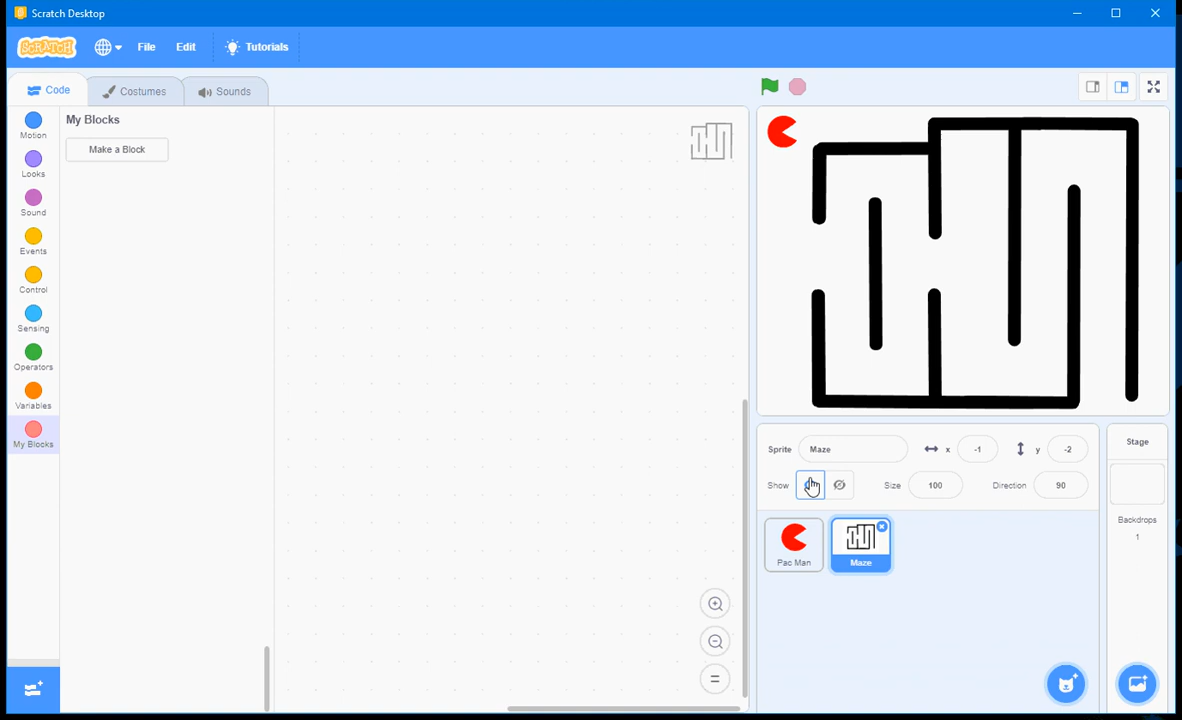 Scratch Desktop
SCRATCH
File
Edit
Tutorials
Code
Costumes
Sounds
Motion
Looks
Sound
Events
Control
Sensing
Operators
Variables
My Blocks
My Blocks
Make a Block
Sprite
Maze
x
-1
y
-2
Show
Size
100
Direction
90
Pac Man
Maze
Stage
Backdrops
1